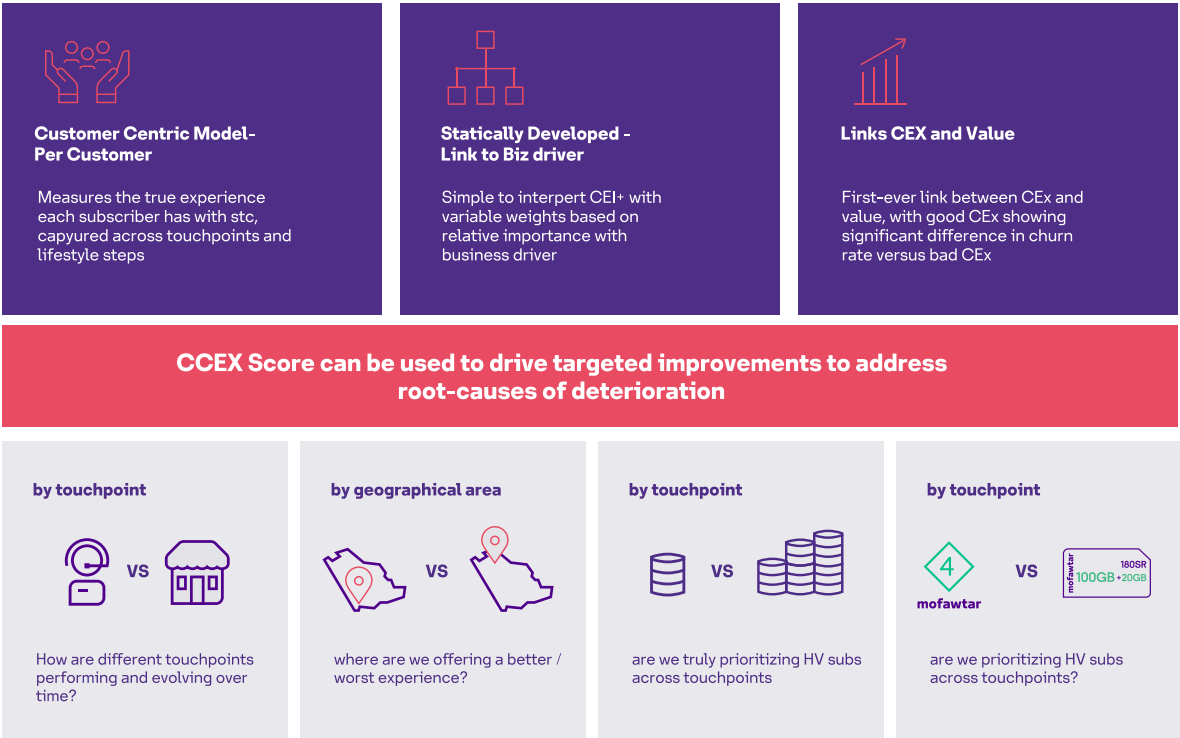 Customer Centric Model-
Per Customer
Measures the true experience
each subscriber has with stc,
capyured across touchpoints and
lifestyle steps
Statically Developed -
Link to Biz driver
Simple to interpert CEI+ with
variable weights based on
relative importance with
business driver
Links CEX and Value
First-ever link between CEx and
value, with good CEx showing
significant difference in churn
rate versus bad CEx
CCEX Score can be used to drive targeted improvements to address
root-causes of deterioration
by touchpoint
VS
How are different touchpoints
performing and evolving over
time?
by geographical area
VS
where are we offering a better /
worst experience?
by touchpoint
VS
are we truly prioritizing HV subs
across touchpoints
by touchpoint
4
mofawtar
VS
mofawtar
180SR
100GB +20GB
are we prioritizing HV subs
across touchpoints?